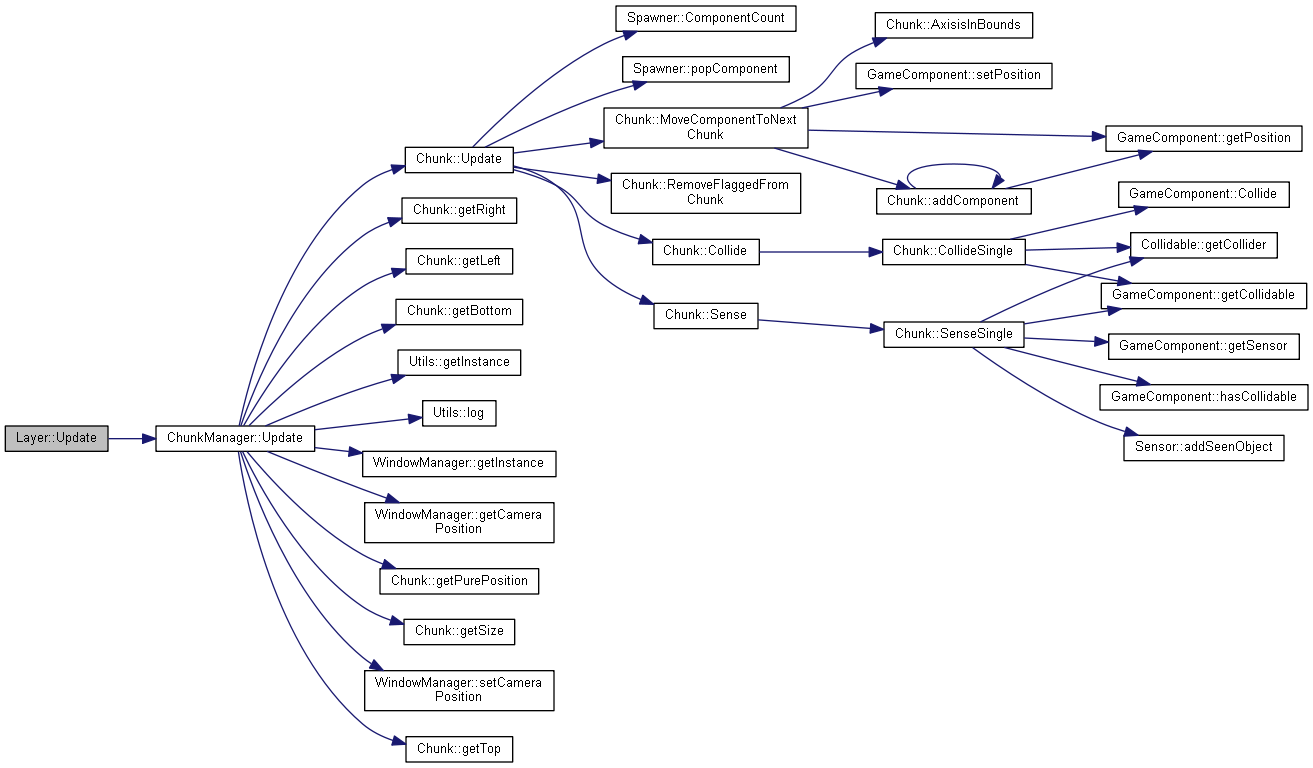 Layer::Update
ChunkManager::Update
Chunk::Update
Chunk::getRight
Chunk::getLeft
Chunk::getBottom
Utils::getInstance
Utils::log
WindowManager::getInstance
WindowManager::getCamera
Position
Chunk::getPurePosition
Chunk::getSize
WindowManager::setCamera
Position
Chunk::getTop
Spawner::ComponentCount
Spawner::popComponent
Chunk::MoveComponentToNext
Chunk
Chunk::RemoveFlaggedFrom
Chunk
Chunk::Collide
Chunk::Sense
Chunk::AxisisInBounds
GameComponent::setPosition
Chunk::addComponent
Chunk::CollideSingle
Chunk::SenseSingle
GameComponent::getPosition
GameComponent::Collide
Collidable::getCollider
GameComponent::getCollidable
GameComponent::getSensor
GameComponent::hasCollidable
Sensor::addSeenObject